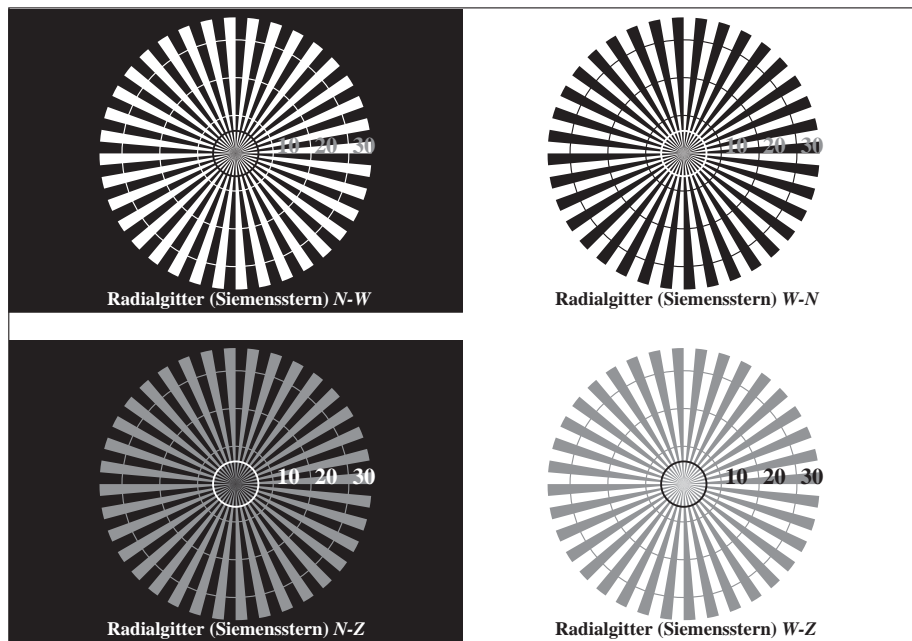 10 20 30
Radialgitter (Siemensstern) N-W
10 20 30
Radialgitter (Siemensstern) W-N
10 20 30
Radialgitter (Siemensstern) N-Z
10 20 30
Radialgitter (Siemensstern) W-Z